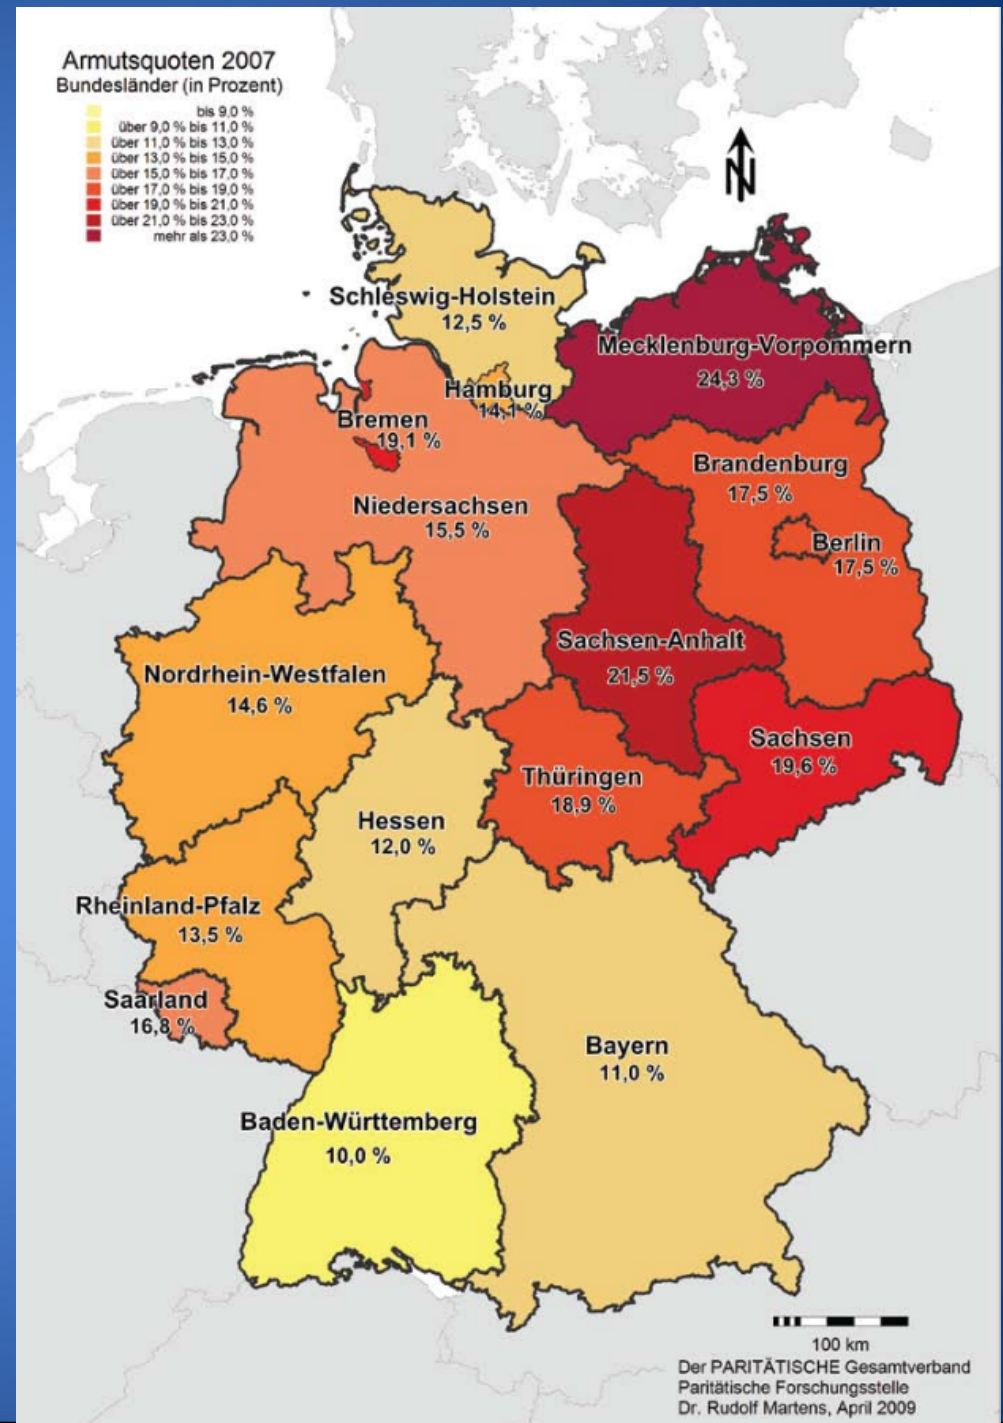 Armutsquoten 2007
Bundesländer (in Prozent)
bis 9,0 %
über 9,0 % bis 11,0 %
über 11,0 % bis 13,0 %
über 13,0 % bis 15,0 %
über 15,0 % bis 17,0 %
über 17,0 % bis 19,0 %
über 19,0 % bis 21,0 %
über 21,0 % bis 23,0 %
mehr als 23,0 %
N
Schleswig-Holstein
12,5 %
Mecklenburg-Vorpommern
24,3 %
Hamburg
14,1 %
Bremen
19,1 %
Brandenburg
17,5 %
Niedersachsen
15,5 %
Berlin
17,5 %
Sachsen-Anhalt
21,5 %
Nordrhein-Westfalen
14,6 %
Sachsen
19,6 %
Thüringen
18,9 %
Hessen
12,0 %
Rheinland-Pfalz
13,5 %
Saarland
16,8 %
Bayern
11,0 %
Baden-Württemberg
10,0 %
100 km
Der PARITÄTISCHE Gesamtverband
Paritätische Forschungsstelle
Dr. Rudolf Martens, April 2009